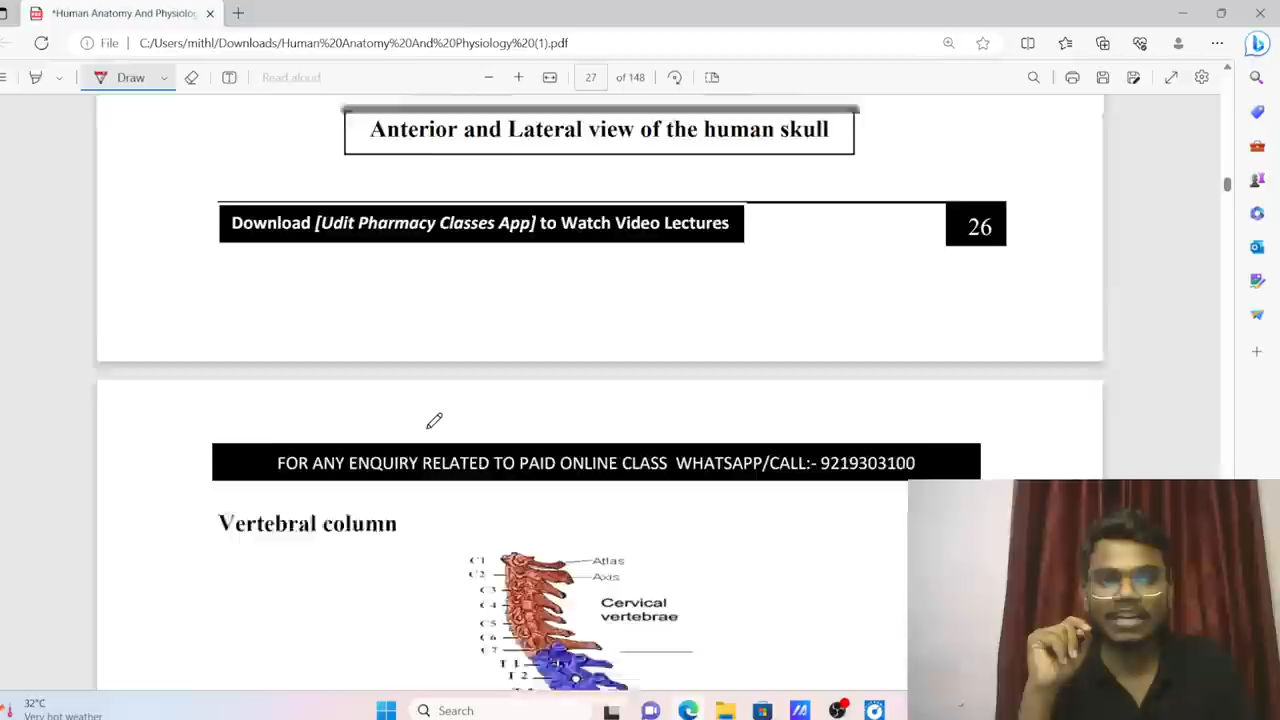 *Human Anatomy And Physiolog
File
C:/Users/mithl/Downloads/Human%20Anatomy%20And%20Physiology%20(1).pdf
Draw
Read aloud
27
of 148
Anterior and Lateral view of the human skull
Download [Udit Pharmacy Classes App] to Watch Video Lectures
26
FOR ANY ENQUIRY RELATED TO PAID ONLINE CLASS WHATSAPP/CALL:- 9219303100
Vertebral column
C1
Atlas
C2
Axis
C3
Cervical
C4
vertebrae
C5
C6
C7
T 1
T 2
32°C
Very hot weather
Search